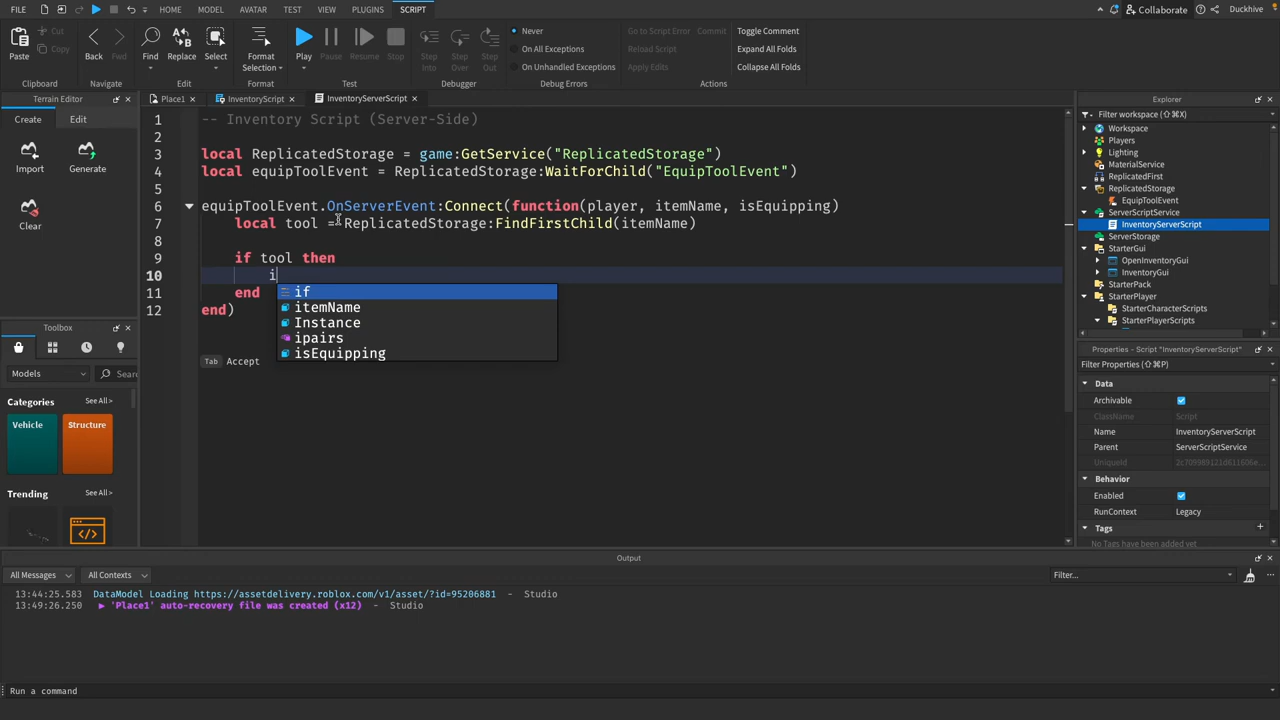 FILE
HOME
MODEL
AVATAR
TEST
VIEW
PLUGINS
SCRIPT
Collaborate
Duckhive
Paste
Cut
Copy
Clipboard
Back
Fwd
Navigate
Find
Replace
Select
Edit
Format
Selection
Format
Play
Pause
Resume
Stop
Test
Step
Into
Step
Over
Step
Out
Debugger
Never
On All Exceptions
On Unhandled Exceptions
Debug Errors
Go to Script Error
Commit
Reload Script
Apply Edits
Toggle Comment
Expand All Folds
Collapse All Folds
Actions
Terrain Editor
Create
Edit
Import
Generate
Clear
Toolbox
Models
Searc
Categories
See All >
Vehicle
Structure
Trending
See All >
Place1
InventoryScript
InventoryServerScript
1 -- Inventory Script (Server-Side)
2
3 local ReplicatedStorage = game:GetService("ReplicatedStorage")
4 local equipToolEvent = ReplicatedStorage:WaitForChild("EquipToolEvent")
5
6 equipToolEvent.OnServerEvent:Connect(function(player, itemName, isEquipping)
7 local tool = ReplicatedStorage:FindFirstChild(itemName)
8
9 if tool then
10 i
11 end
12 end)
if
itemName
Instance
ipairs
isEquipping
Tab Accept
Explorer
Filter workspace (⇧⌘X)
Workspace
Players
Lighting
MaterialService
ReplicatedFirst
ReplicatedStorage
EquipToolEvent
ServerScriptService
InventoryServerScript
ServerStorage
StarterGui
OpenInventoryGui
InventoryGui
StarterPack
StarterPlayer
StarterCharacterScripts
StarterPlayerScripts
Properties - Script "InventoryServerScript"
Filter Properties (⇧⌘P)
Data
Archivable
ClassName Script
Name InventoryServerScript
Parent ServerScriptService
UniqueId
Behavior
Enabled
RunContext Legacy
Tags
No Tags have been added yet
Output
All Messages
All Contexts
Filter...
13:44:25.583 DataModel Loading https://assetdelivery.roblox.com/v1/asset/?id=95206881 - Studio
13:49:26.250 ▶ 'Place1' auto-recovery file was created (x12) - Studio
Run a command